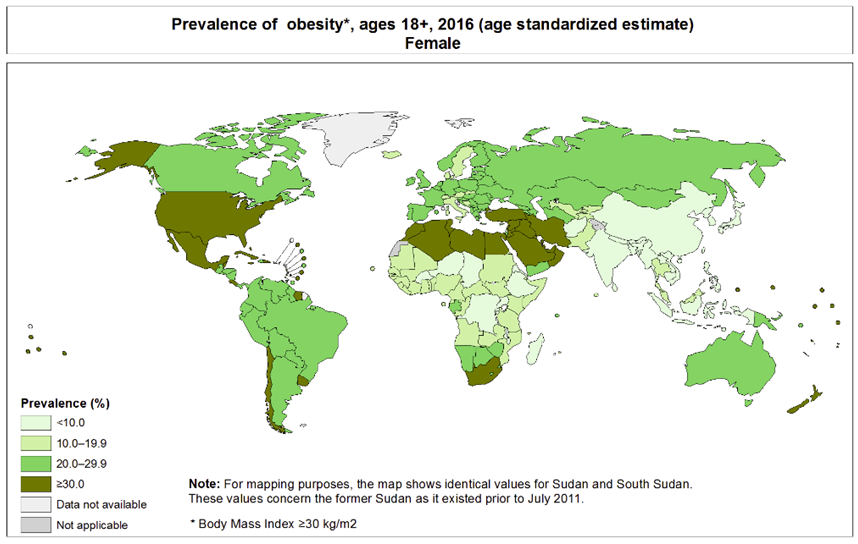 Prevalence of obesity*, ages 18+, 2016 (age standardized estimate)
Female
Prevalence (%)
<10.0
10.0–19.9
20.0–29.9
≥30.0
Data not available
Not applicable
Note: For mapping purposes, the map shows identical values for Sudan and South Sudan.
These values concern the former Sudan as it existed prior to July 2011.
* Body Mass Index ≥30 kg/m2